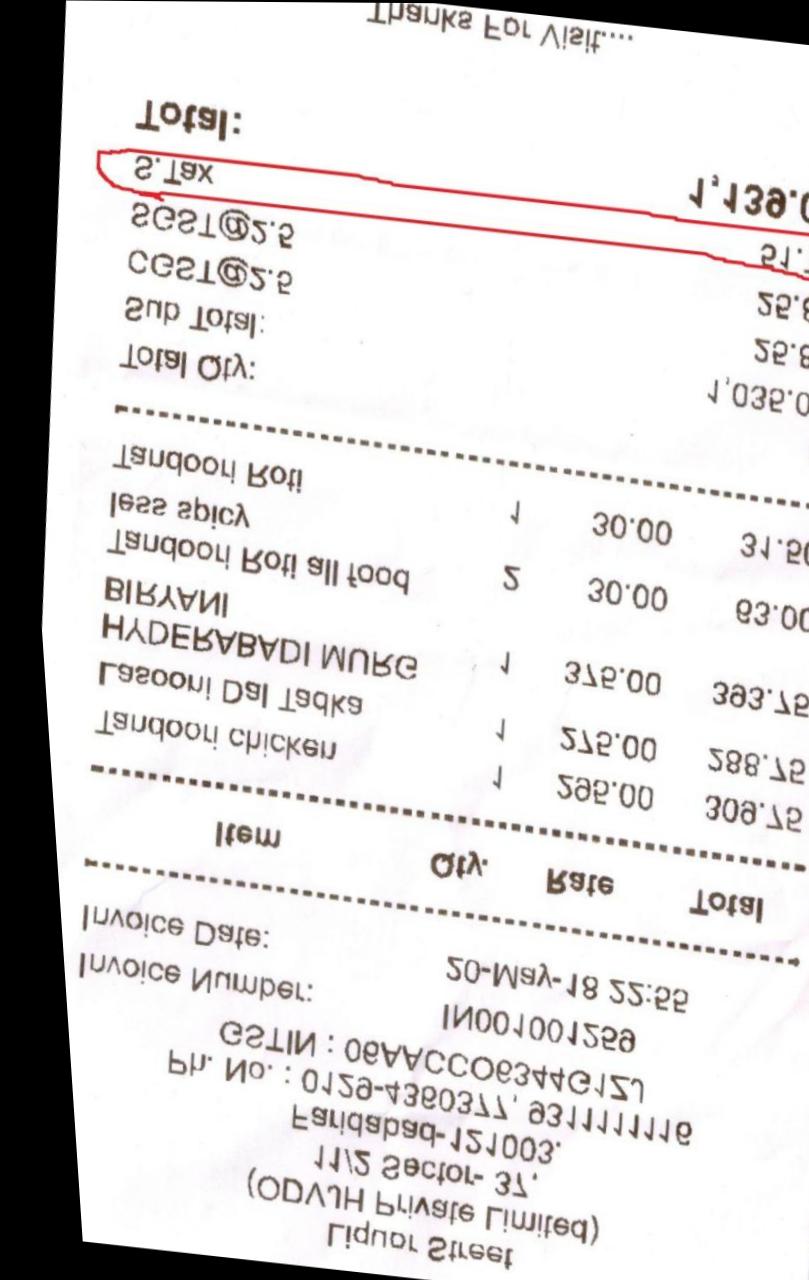 Liquor Street
(ODVJH Private Limited)
11/2 Sector- 37,
Faridabad-121003.
Ph. No. : 0129-4360377, 9311111116
GSTIN : 06AACCO6344G1ZJ
Invoice Number: IN001001259
Invoice Date: 20-May-18 22:55
Item Qty. Rate Total
Tandoori chicken 1 295.00 309.75
Lasooni Dal Tadka 1 275.00 288.75
HYDERABADI MURG 1 375.00 393.75
BIRYANI
Tandoori Roti all food 2 30.00 63.00
less spicy
Tandoori Roti 1 30.00 31.50
Total Qty:
Sub Total: 1,035.0
CGST@2.5 25.8
SGST@2.5 25.8
S.Tax 51.
Total: 1,139.0
Thanks For Visit....